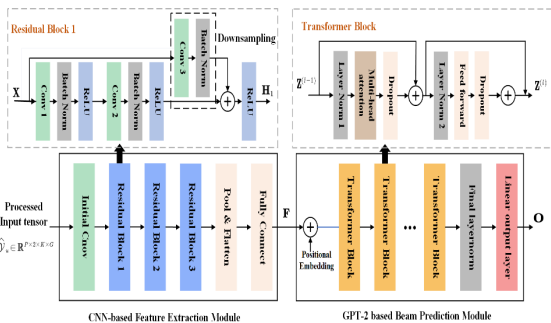 Residual Block 1
Downsampling
Conv 3
Batch Norm
X
Conv 1
Batch Norm
ReLU
Conv 2
Batch Norm
ReLU
+
ReLU
H₁
Transformer Block
Z^(l−1)
Layer Norm 1
Multi-head
attention
Dropout
+
Layer Norm 2
Feed forward
Dropout
+
Z^(l)
Processed
Input tensor
∈ ℝ^P×2×K×G
Initial Cnov
Residual Block 1
Residual Block 2
Residual Block 3
Pool & Flatten
Fully Connect
F
+
Positional
Embedding
Transformer Block
Transformer Block
•••
Transformer Block
Final layernorm
Linear output
layer
O
CNN-based Feature Extraction Module
GPT-2 based Beam Prediction Module